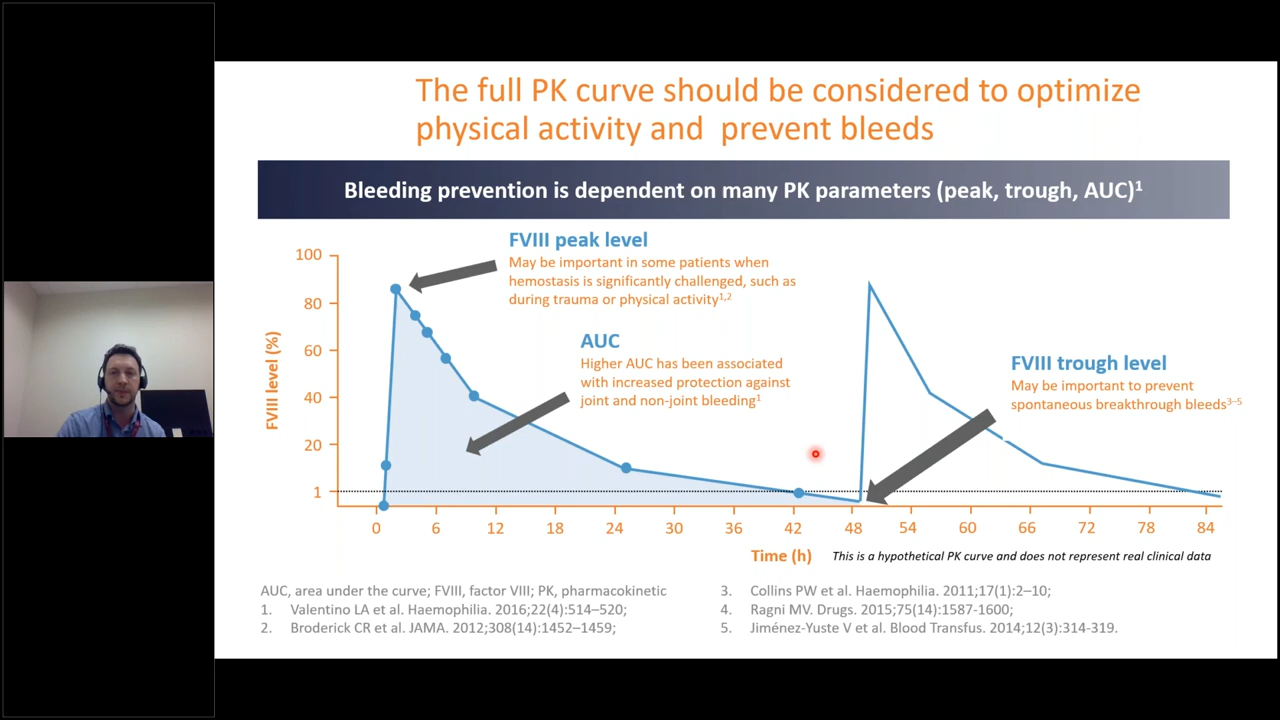 The full PK curve should be considered to optimize
physical activity and  prevent bleeds
Bleeding prevention is dependent on many PK parameters (peak, trough, AUC)¹
FVIII peak level
May be important in some patients when
hemostasis is significantly challenged, such as
during trauma or physical activity¹,²
AUC
Higher AUC has been associated
with increased protection against
joint and non-joint bleeding¹
FVIII trough level
May be important to prevent
spontaneous breakthrough bleeds³⁻⁵
FVIII level (%)
100
80
60
40
20
1
0 6 12 18 24 30 36 42 48 54 60 66 72 78 84
Time (h)
This is a hypothetical PK curve and does not represent real clinical data
AUC, area under the curve; FVIII, factor VIII; PK, pharmacokinetic
1. Valentino LA et al. Haemophilia. 2016;22(4):514–520;
2. Broderick CR et al. JAMA. 2012;308(14):1452–1459;
3. Collins PW et al. Haemophilia. 2011;17(1):2–10;
4. Ragni MV. Drugs. 2015;75(14):1587-1600;
5. Jiménez-Yuste V et al. Blood Transfus. 2014;12(3):314-319.